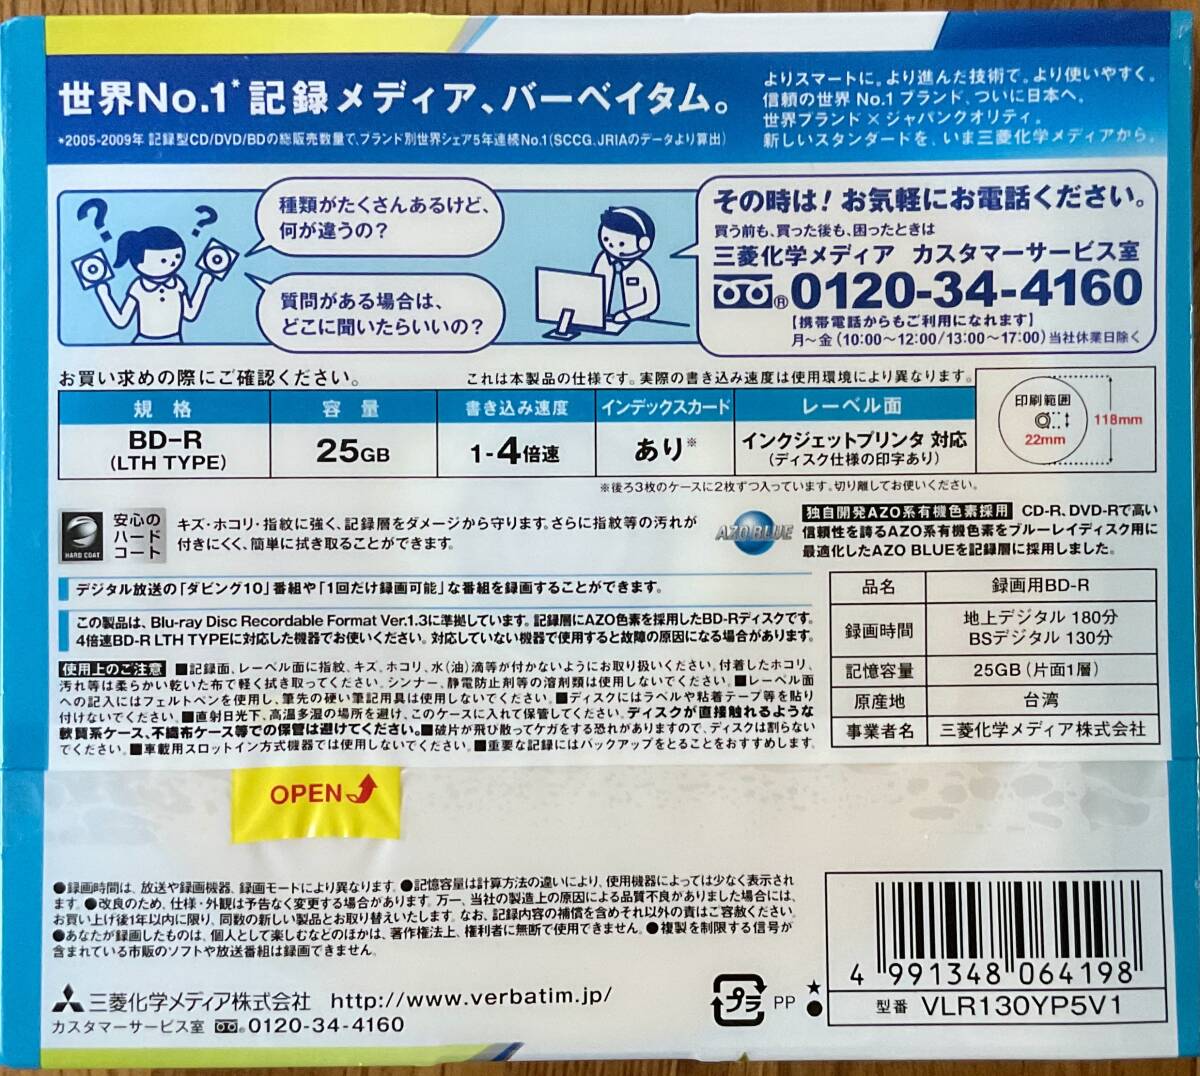 世界No.1*記録メディア、バーベイタム。
*2005-2009年 記録型CD/DVD/BDの総販売数量で、ブランド別世界シェア5年連続No.1(SCCG、JRIAのデータより算出)
よりスマートに。より進んだ技術で。より使いやすく。
信頼の世界No.1ブランド、ついに日本へ。
世界ブランド×ジャパンクオリティ。
新しいスタンダードを、いま三菱化学メディアから。
? ?
種類がたくさんあるけど、
何が違うの?
質問がある場合は、
どこに聞いたらいいの?
その時は!お気軽にお電話ください。
買う前も、買った後も、困ったときは
三菱化学メディア カスタマーサービス室
® 0120-34-4160
【携帯電話からもご利用になれます】
月〜金(10:00〜12:00/13:00〜17:00)当社休業日除く
お買い求めの際にご確認ください。
これは本製品の仕様です。実際の書き込み速度は使用環境により異なります。
規格 容量 書き込み速度 インデックスカード レーベル面
BD-R
(LTH TYPE)
25GB
1-4倍速
あり※
インクジェットプリンタ 対応
(ディスク仕様の印字あり)
印刷範囲
22mm
118mm
※後ろ3枚のケースに2枚ずつ入っています。切り離してお使いください。
HARD COAT
安心の
ハード
コート
キズ・ホコリ・指紋に強く、記録層をダメージから守ります。さらに指紋等の汚れが
付きにくく、簡単に拭き取ることができます。
AZO BLUE
独自開発AZO系有機色素採用 CD-R、DVD-Rで高い
信頼性を誇るAZO系有機色素をブルーレイディスク用に
最適化したAZO BLUEを記録層に採用しました。
デジタル放送の「ダビング10」番組や「1回だけ録画可能」な番組を録画することができます。
この製品は、Blu-ray Disc Recordable Format Ver.1.3に準拠しています。記録層にAZO色素を採用したBD-Rディスクです。
4倍速BD-R LTH TYPEに対応した機器でお使いください。対応していない機器で使用すると故障の原因になる場合があります。
使用上のご注意 ■記録面、レーベル面に指紋、キズ、ホコリ、水(油)滴等が付かないようにお取り扱いください。付着したホコリ、
汚れ等は柔らかい乾いた布で軽く拭き取ってください。シンナー、静電防止剤等の溶剤類は使用しないでください。■レーベル面
への記入にはフェルトペンを使用し、筆先の硬い筆記用具は使用しないでください。■ディスクにはラベルや粘着テープ等を貼り
付けないでください。■直射日光下、高温多湿の場所を避け、このケースに入れて保管してください。ディスクが直接触れるような
軟質系ケース、不織布ケース等での保管は避けてください。■破片が飛び散ってケガをする恐れがありますので、ディスクは割らない
でください。■車載用スロットイン方式機器では使用しないでください。■重要な記録にはバックアップをとることをおすすめします。
品名 録画用BD-R
録画時間 地上デジタル 180分
BSデジタル 130分
記憶容量 25GB(片面1層)
原産地 台湾
事業者名 三菱化学メディア株式会社
OPEN
●録画時間は、放送や録画機器、録画モードにより異なります。●記憶容量は計算方法の違いにより、使用機器によっては少なく表示され
ます。●改良のため、仕様・外観は予告なく変更する場合があります。万一、当社の製造上の原因による品質不良がありました場合には、
お買い上げ後1年以内に限り、同数の新しい製品とお取り替えいたします。なお、記録内容の補償を含めそれ以外の責はご容赦ください。
●あなたが録画したものは、個人として楽しむなどのほかは、著作権法上、権利者に無断で使用できません。●複製を制限する信号が
含まれている市販のソフトや放送番組は録画できません。
三菱化学メディア株式会社 http://www.verbatim.jp/
カスタマーサービス室 ® 0120-34-4160
プラ PP
★
●
4 991348 064198
型番 VLR130YP5V1